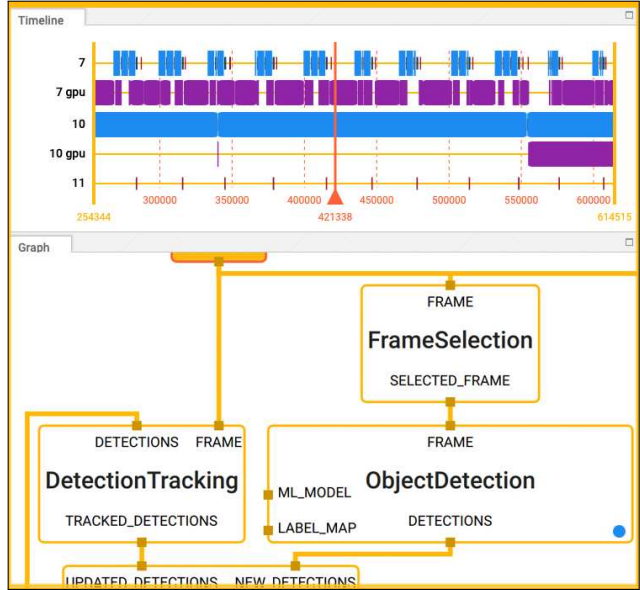 Timeline
7
7 gpu
10
10 gpu
11
300000 350000 400000 450000 500000 550000 600000
254344 421338 614515
Graph
FRAME
FrameSelection
SELECTED_FRAME
DETECTIONS FRAME
FRAME
DetectionTracking
ObjectDetection
ML_MODEL
TRACKED_DETECTIONS
LABEL_MAP
DETECTIONS
UPDATED_DETECTIONS NEW_DETECTIONS